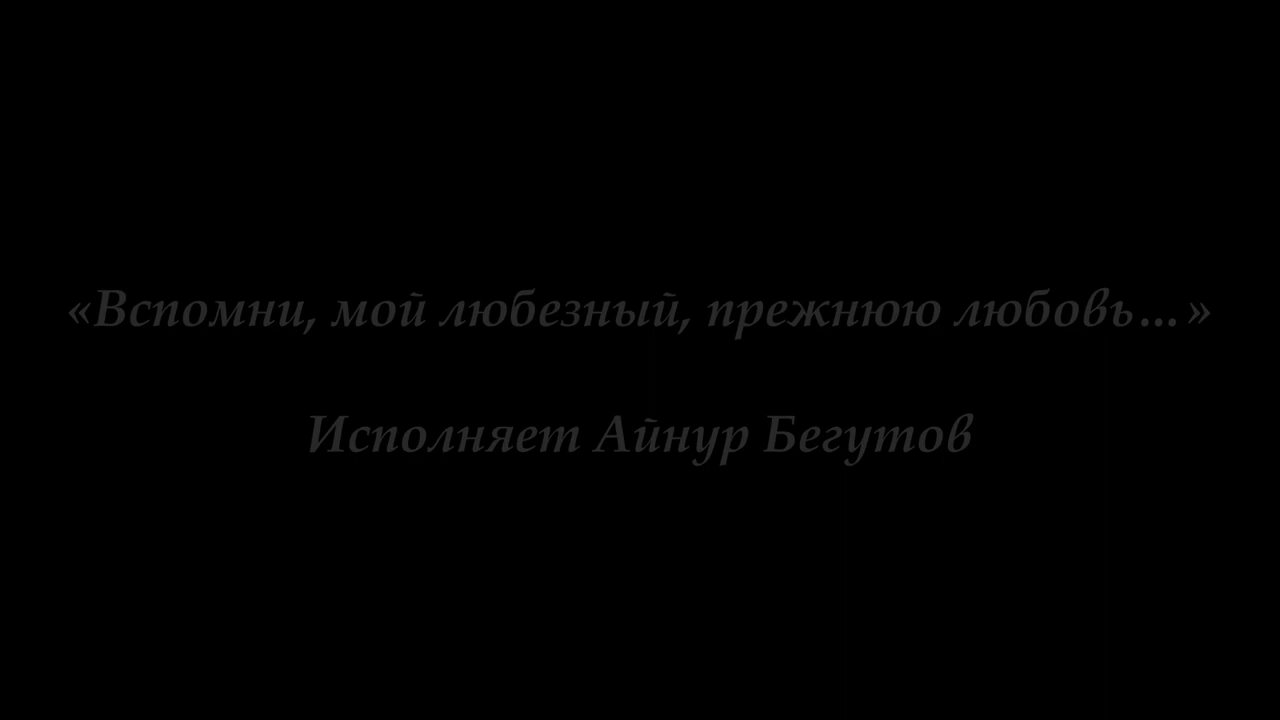 «Вспомни, мой любезный, прежнюю любовь…»
Исполняет Айнур Бегутов